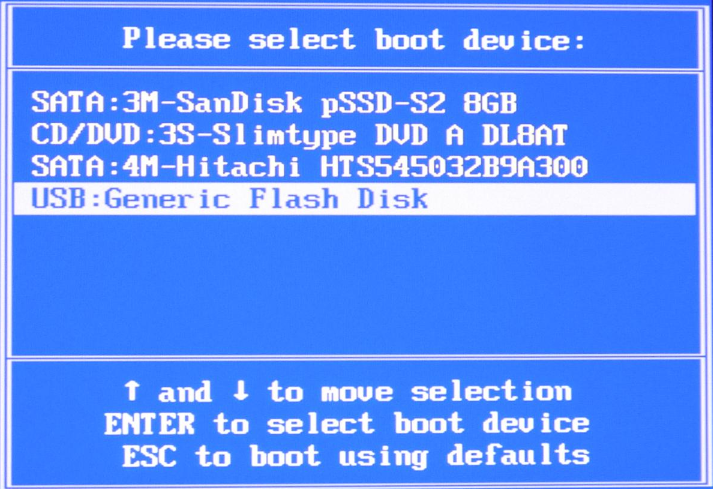 Please select boot device:
SATA:3M-SanDisk pSSD-S2 8GB
CD/DVD:3S-Slimtype DVD A DL8AT
SATA:4M-Hitachi HTS545032B9A300
USB:Generic Flash Disk
↑ and ↓ to move selection
ENTER to select boot device
ESC to boot using defaults